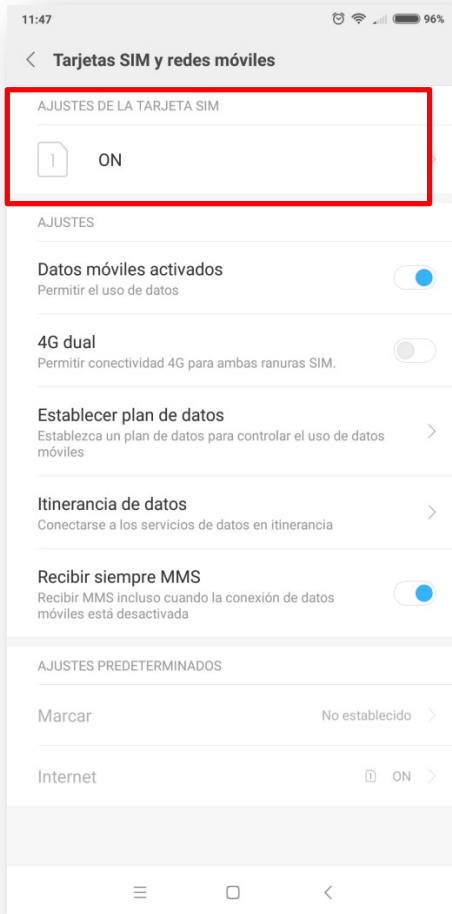 11:47 96%
Tarjetas SIM y redes móviles
AJUSTES DE LA TARJETA SIM
1 ON
AJUSTES
Datos móviles activados
Permitir el uso de datos
4G dual
Permitir conectividad 4G para ambas ranuras SIM.
Establecer plan de datos
Establezca un plan de datos para controlar el uso de datos
móviles
Itinerancia de datos
Conectarse a los servicios de datos en itinerancia
Recibir siempre MMS
Recibir MMS incluso cuando la conexión de datos
móviles está desactivada
AJUSTES PREDETERMINADOS
Marcar No establecido
Internet 1 ON